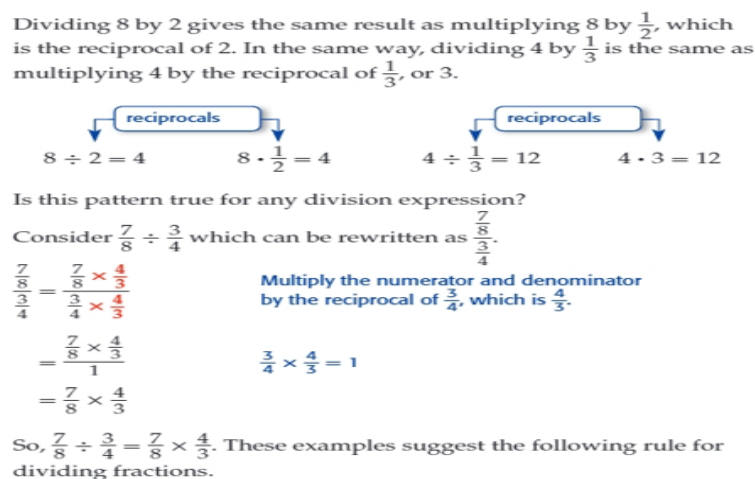 Dividing 8 by 2 gives the same result as multiplying 8 by 1/2, which
is the reciprocal of 2. In the same way, dividing 4 by 1/3 is the same as
multiplying 4 by the reciprocal of 1/3, or 3.
reciprocals reciprocals
8 ÷ 2 = 4 8 · 1/2 = 4 4 ÷ 1/3 = 12 4 · 3 = 12
Is this pattern true for any division expression?
Consider 7/8 ÷ 3/4 which can be rewritten as (7/8)/(3/4).
(7/8)/(3/4) = (7/8 × 4/3)/(3/4 × 4/3) Multiply the numerator and denominator
by the reciprocal of 3/4, which is 4/3.
= (7/8 × 4/3)/1 3/4 × 4/3 = 1
= 7/8 × 4/3
So, 7/8 ÷ 3/4 = 7/8 × 4/3. These examples suggest the following rule for
dividing fractions.